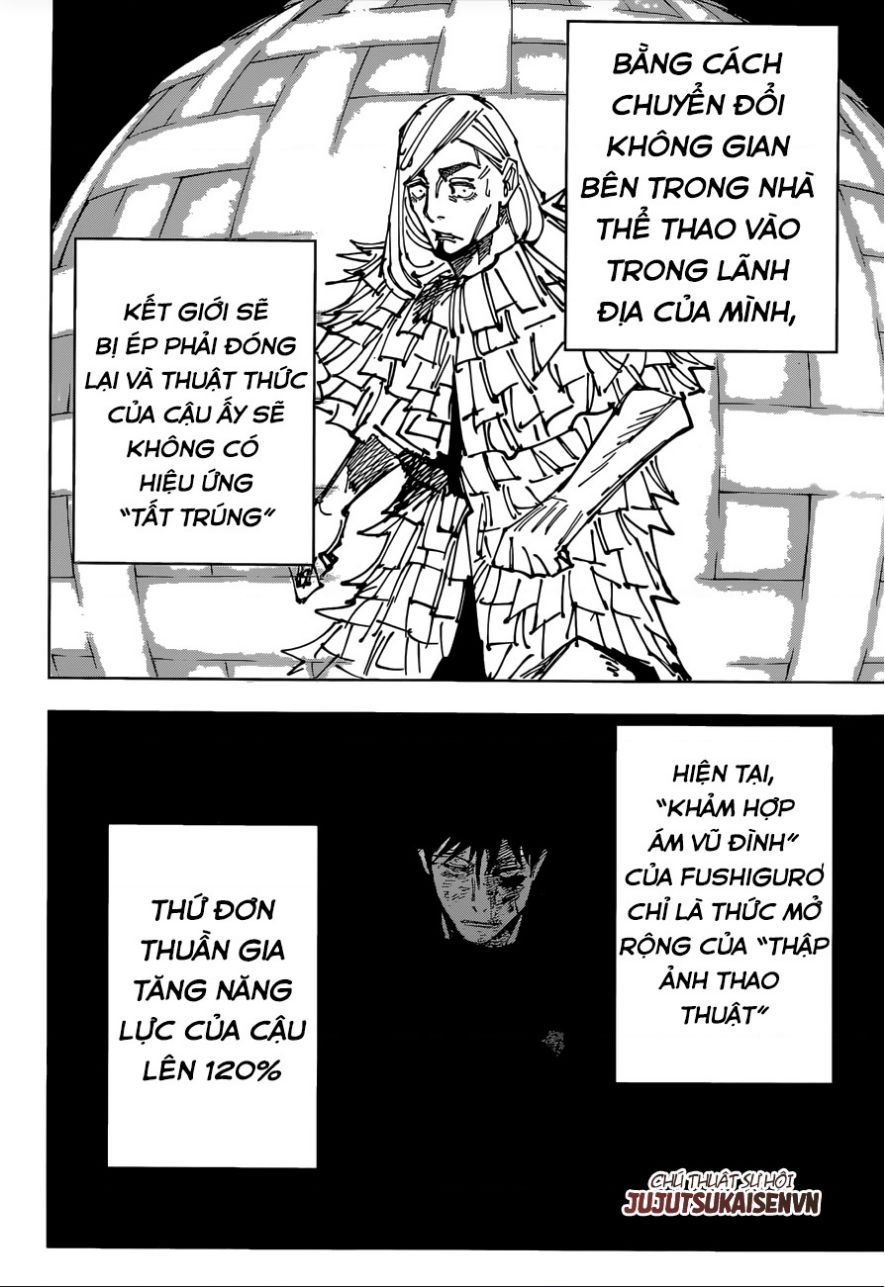 BẰNG CÁCH
CHUYỂN ĐỔI
KHÔNG GIAN
BÊN TRONG NHÀ
THỂ THAO VÀO
TRONG LÃNH
ĐỊA CỦA MÌNH,
KẾT GIỚI SẼ
BỊ ÉP PHẢI ĐÓNG
LẠI VÀ THUẬT THỨC
CỦA CẬU ẤY SẼ
KHÔNG CÓ
HIỆU ỨNG
“TẤT TRÚNG”
HIỆN TẠI,
“KHẢM HỢP
ÁM VŨ ĐÌNH”
CỦA FUSHIGURO
CHỈ LÀ THỨC MỞ
RỘNG CỦA “THẬP
ẢNH THAO
THUẬT”
THỨ ĐƠN
THUẦN GIA
TĂNG NĂNG
LỰC CỦA CẬU
LÊN 120%
CHÚ THUẬT SƯ HỘI
JUJUTSUKAISENVN